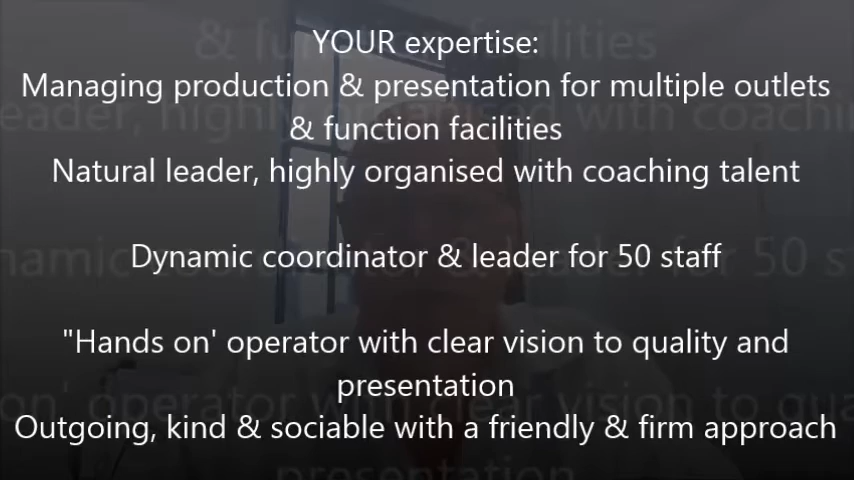 YOUR expertise:
Managing production & presentation for multiple outlets
& function facilities
Natural leader, highly organised with coaching talent
Dynamic coordinator & leader for 50 staff
"Hands on' operator with clear vision to quality and
presentation
Outgoing, kind & sociable with a friendly & firm approach